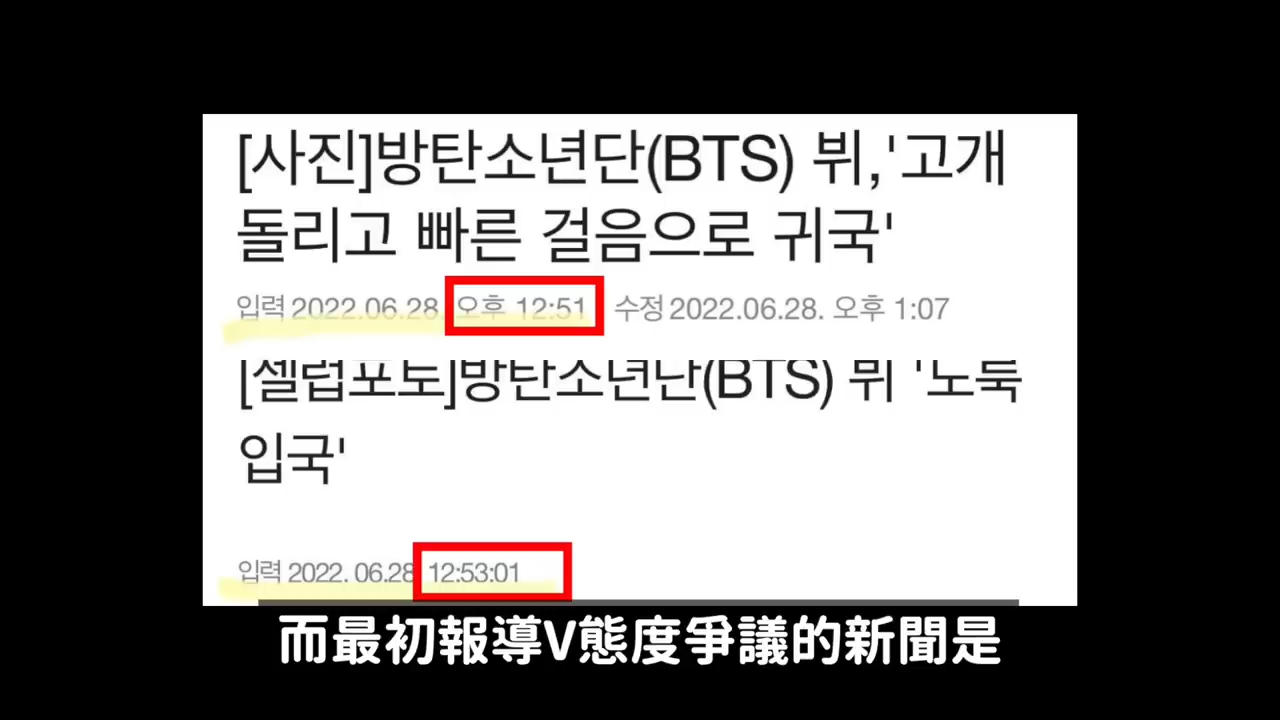 [사진]방탄소년단(BTS) 뷔,'고개
돌리고 빠른 걸음으로 귀국'
입력 2022.06.28. 오후 12:51 수정 2022.06.28. 오후 1:07
[셀럽포토]방탄소년단(BTS) 뷔 '노룩
입국'
입력 2022. 06.28 12:53:01
而最初報導V態度爭議的新聞是